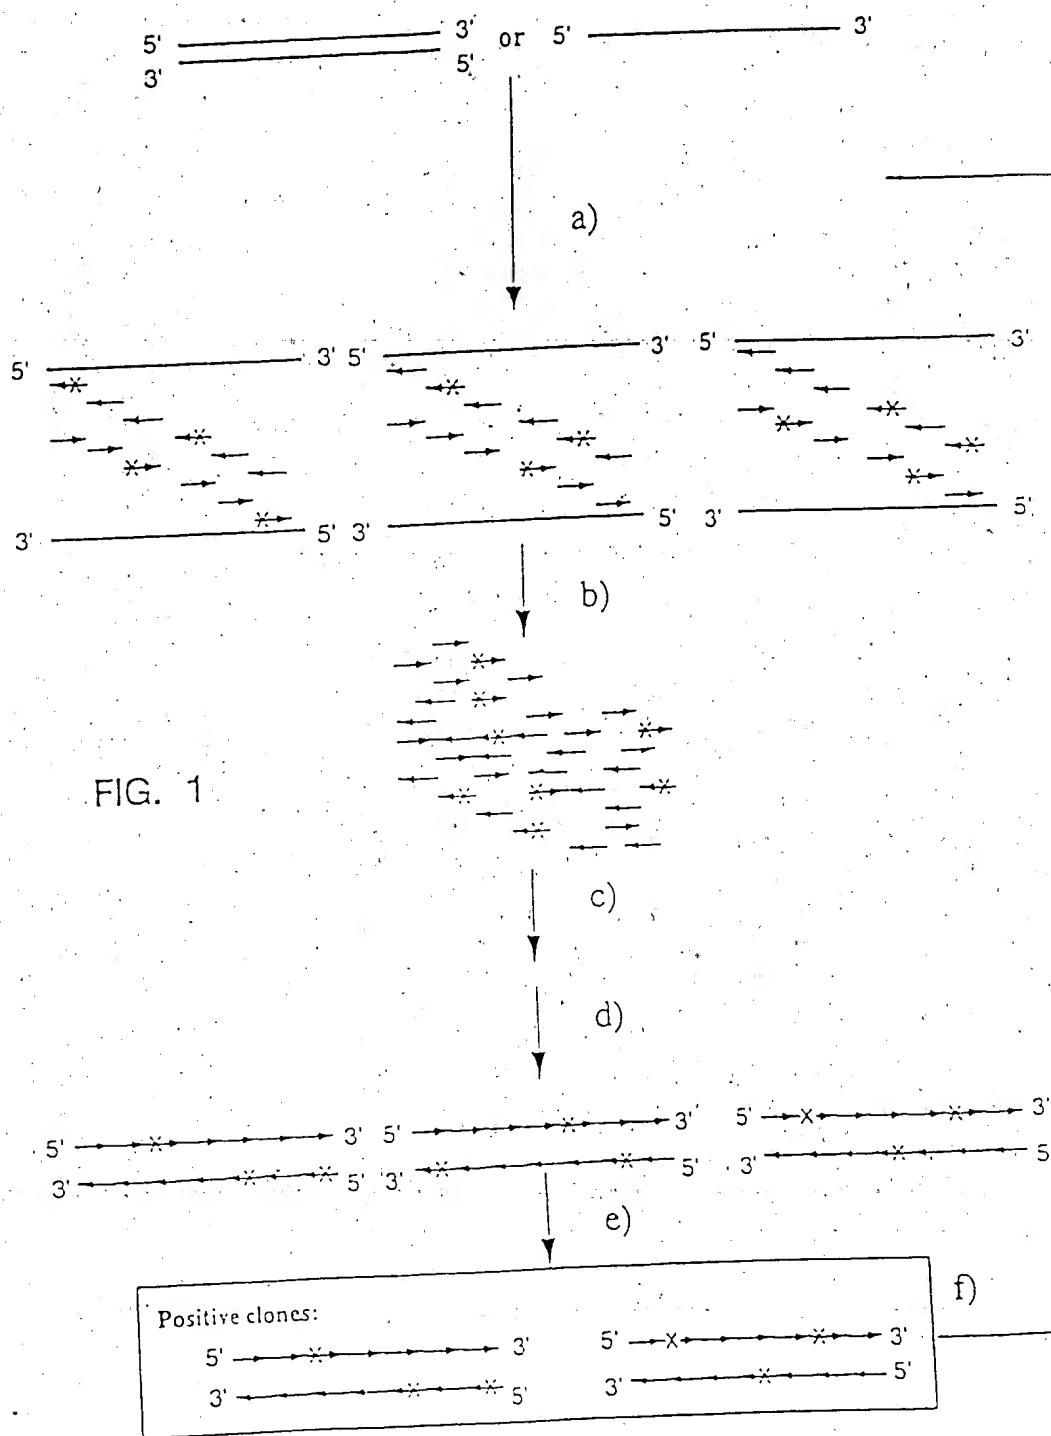 5' 3' or 5' 3'
3' 5'
a)
5' 3' 5' 3' 5' 3'
3' 5' 3' 5' 3' 5'
b)
FIG. 1
c)
d)
5' 3' 5' 3' 5' 3'
3' 5' 3' 5' 3' 5'
e)
f)
Positive clones:
5' 3' 5' 3'
3' 5' 3' 5'